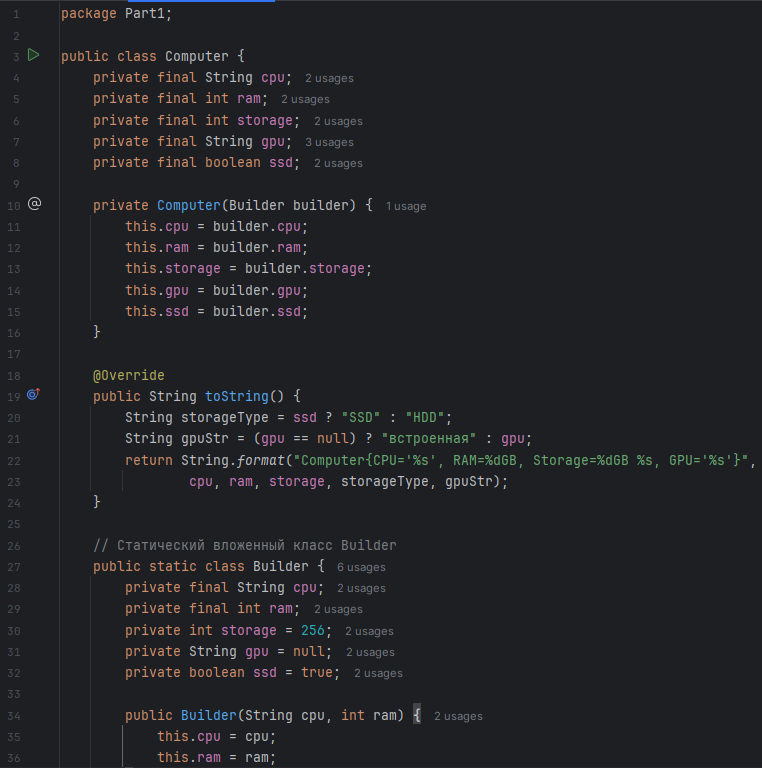 1 package Part1;
2
3 public class Computer {
4 private final String cpu; 2 usages
5 private final int ram; 2 usages
6 private final int storage; 2 usages
7 private final String gpu; 3 usages
8 private final boolean ssd; 2 usages
9
10 @ private Computer(Builder builder) { 1 usage
11 this.cpu = builder.cpu;
12 this.ram = builder.ram;
13 this.storage = builder.storage;
14 this.gpu = builder.gpu;
15 this.ssd = builder.ssd;
16 }
17
18 @Override
19 public String toString() {
20 String storageType = ssd ? "SSD" : "HDD";
21 String gpuStr = (gpu == null) ? "встроенная" : gpu;
22 return String.format("Computer{CPU='%s', RAM=%dGB, Storage=%dGB %s, GPU='%s'}",
23 cpu, ram, storage, storageType, gpuStr);
24 }
25
26 // Статический вложенный класс Builder
27 public static class Builder { 6 usages
28 private final String cpu; 2 usages
29 private final int ram; 2 usages
30 private int storage = 256; 2 usages
31 private String gpu = null; 2 usages
32 private boolean ssd = true; 2 usages
33
34 public Builder(String cpu, int ram) { 2 usages
35 this.cpu = cpu;
36 this.ram = ram;